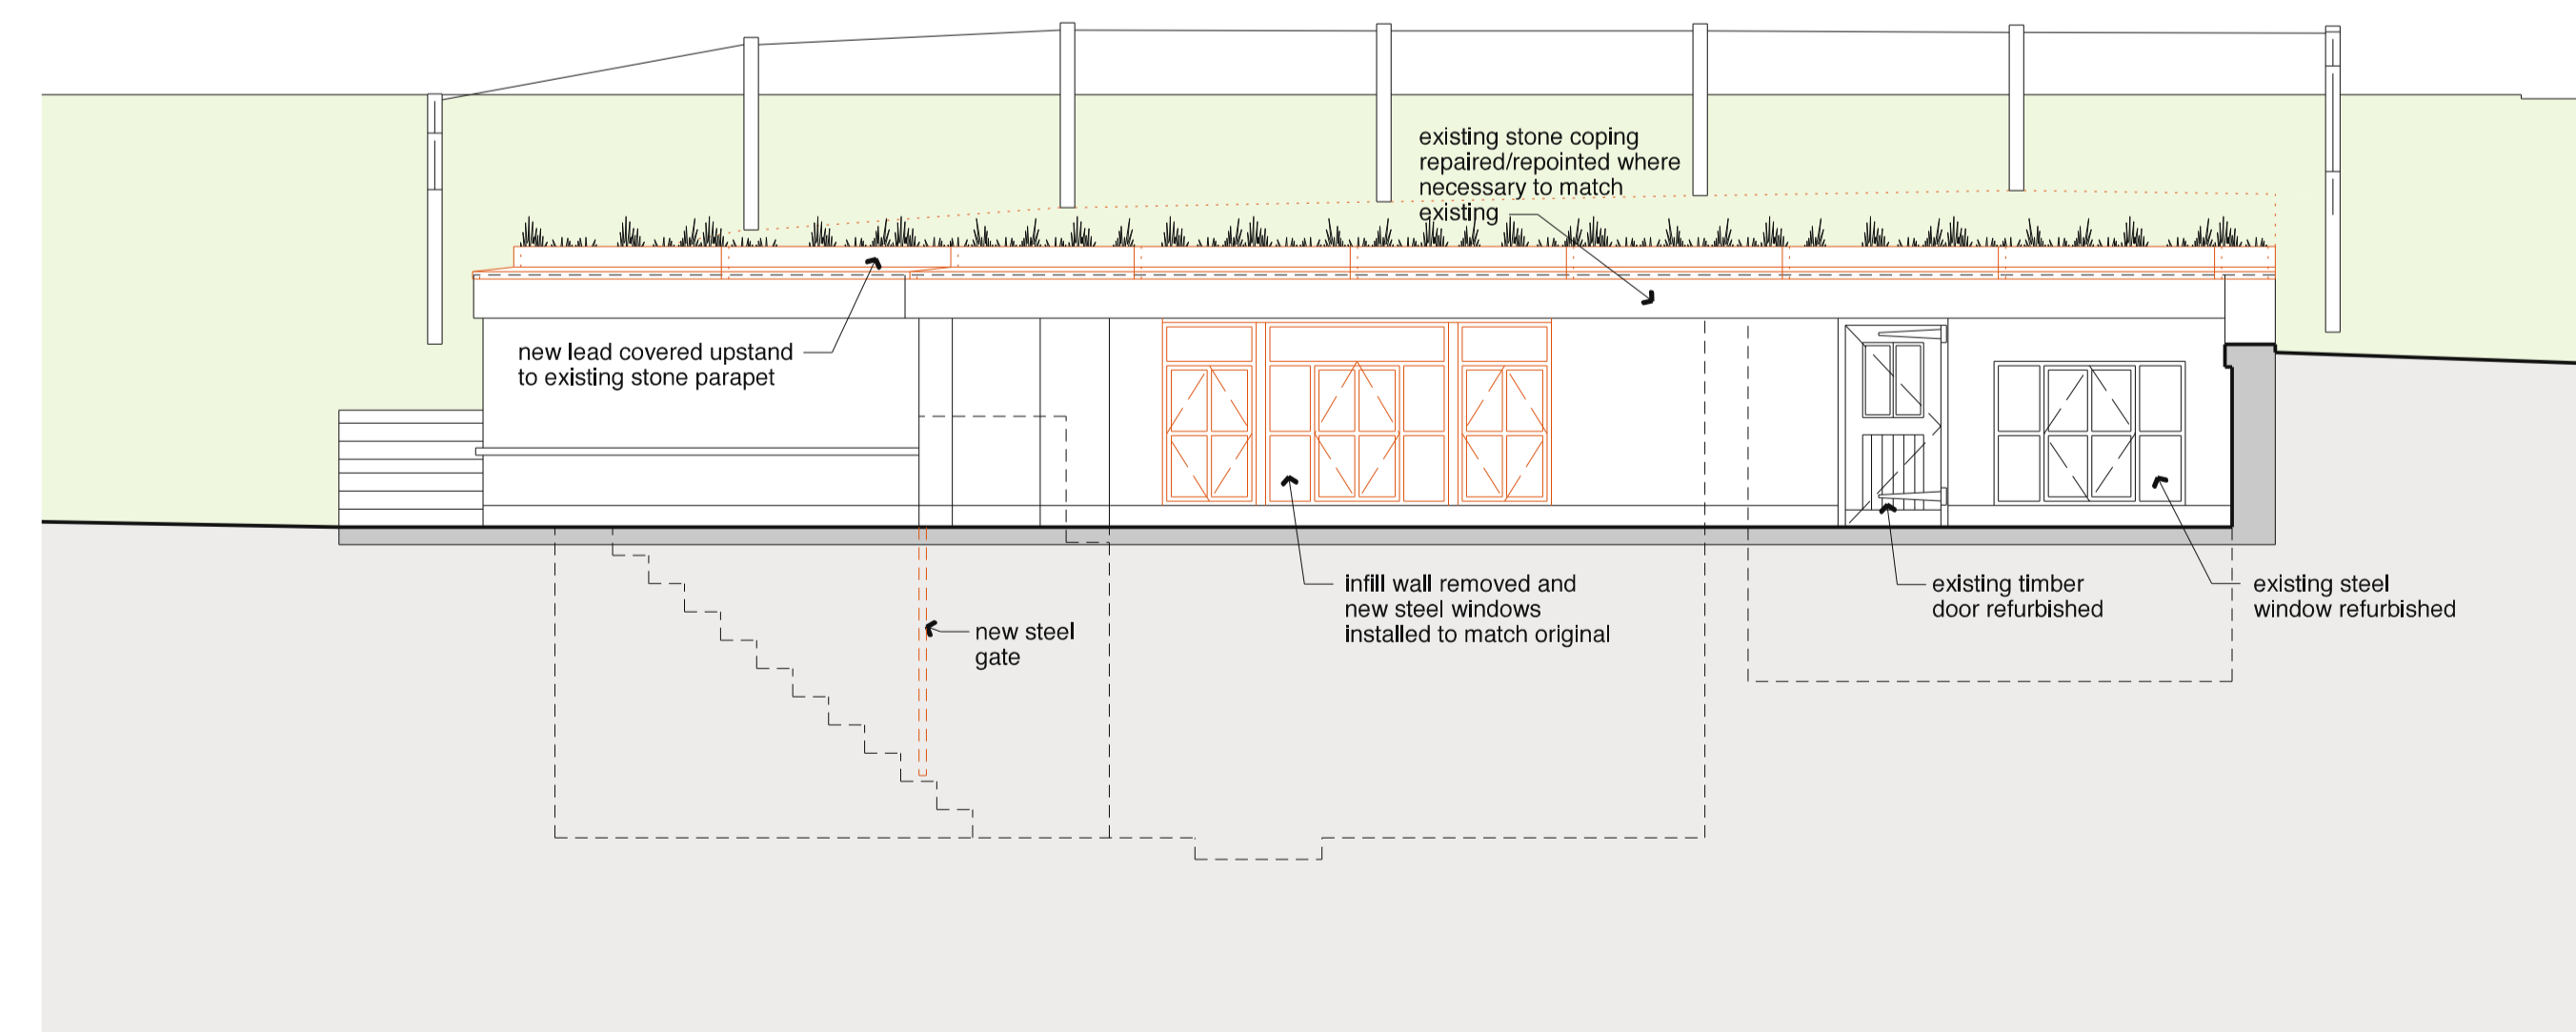 existing stone coping
repaired/repointed where
necessary to match
existing
new lead covered upstand
to existing stone parapet
new steel
gate
infill wall removed and
new steel windows
installed to match original
existing timber
door refurbished
existing steel
window refurbished